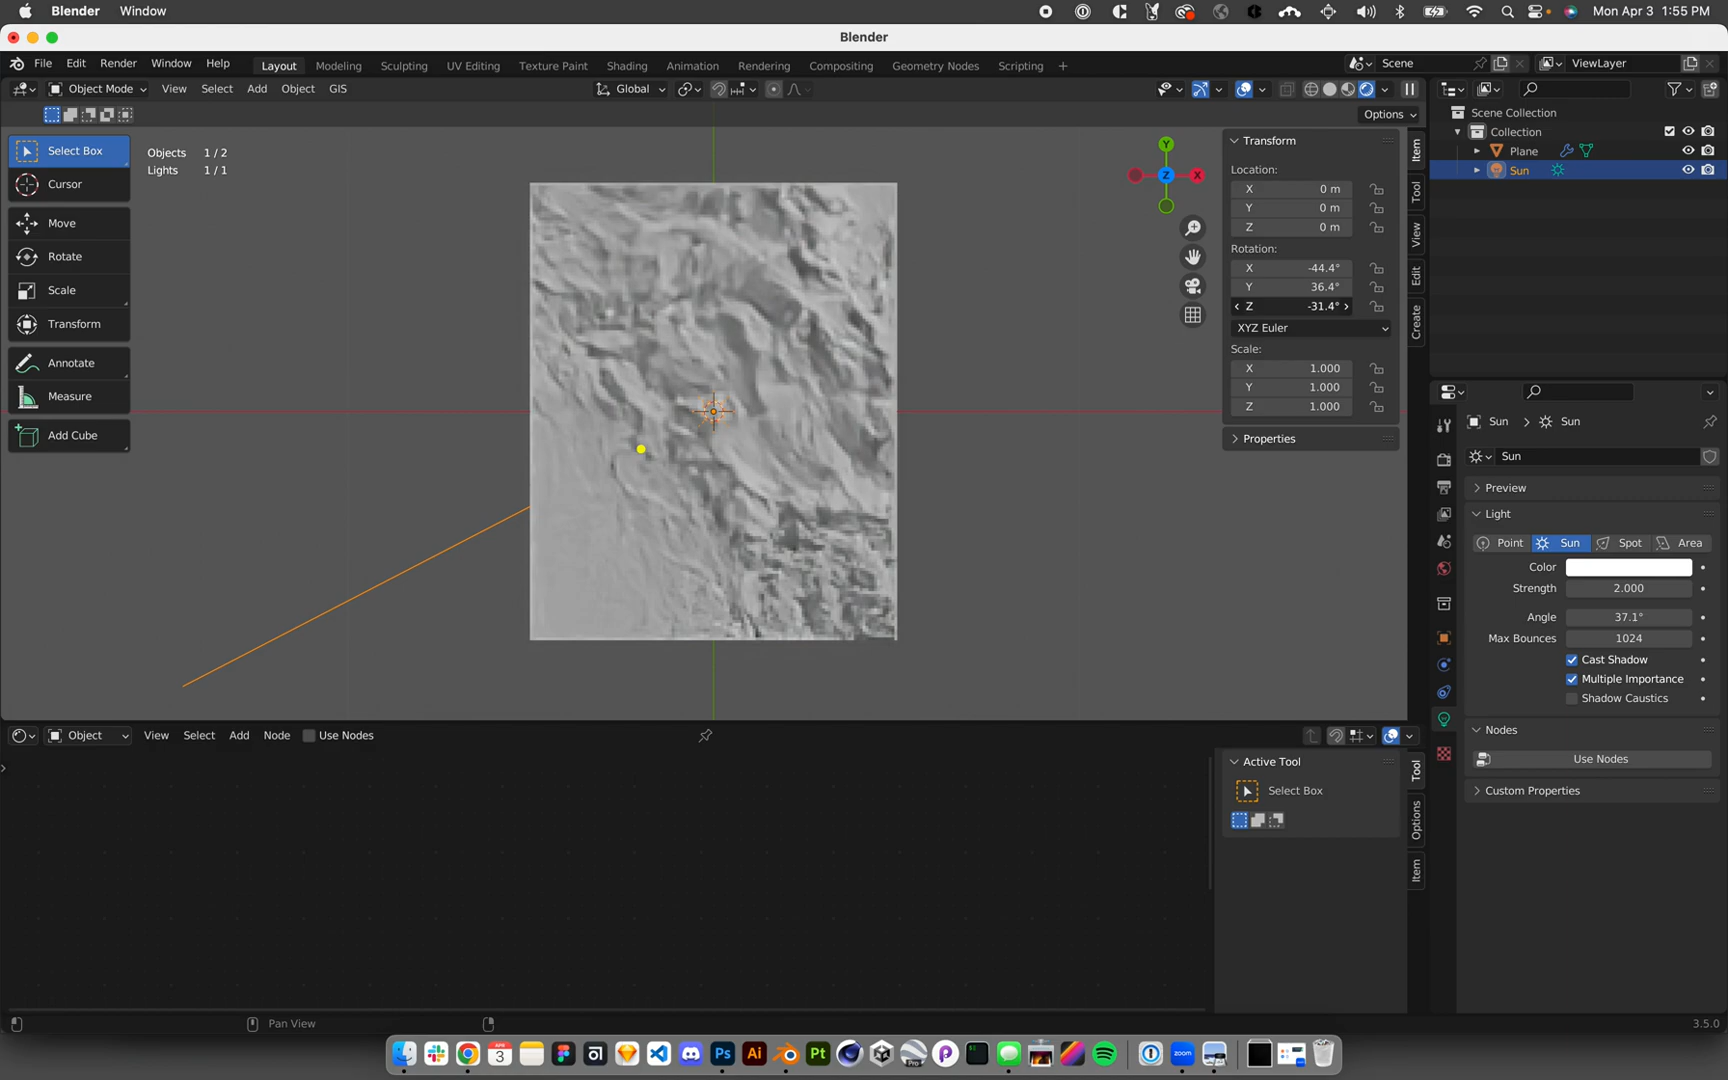 Blender Window Mon Apr 3 1:55 PM
Blender
File Edit Render Window Help Layout Modeling Sculpting UV Editing Texture Paint Shading Animation Rendering Compositing Geometry Nodes Scripting + Scene ViewLayer
Object Mode View Select Add Object GIS Global
Options
Select Box
Cursor
Move
Rotate
Scale
Transform
Annotate
Measure
Add Cube
Objects 1 / 2
Lights 1 / 1
Y
Z X
Transform
Location:
X 0 m
Y 0 m
Z 0 m
Rotation:
X -44.4°
Y 36.4°
Z -31.4°
XYZ Euler
Scale:
X 1.000
Y 1.000
Z 1.000
Properties
Item
Tool
View
Edit
Create
Scene Collection
Collection
Plane
Sun
Sun Sun
Sun
Preview
Light
Point Sun Spot Area
Color
Strength 2.000
Angle 37.1°
Max Bounces 1024
Cast Shadow
Multiple Importance
Shadow Caustics
Nodes
Use Nodes
Custom Properties
Object View Select Add Node Use Nodes
Active Tool
Select Box
Tool
Options
Item
Pan View
3.5.0
APR
3
Ps Ai Pt
Pro
zoom